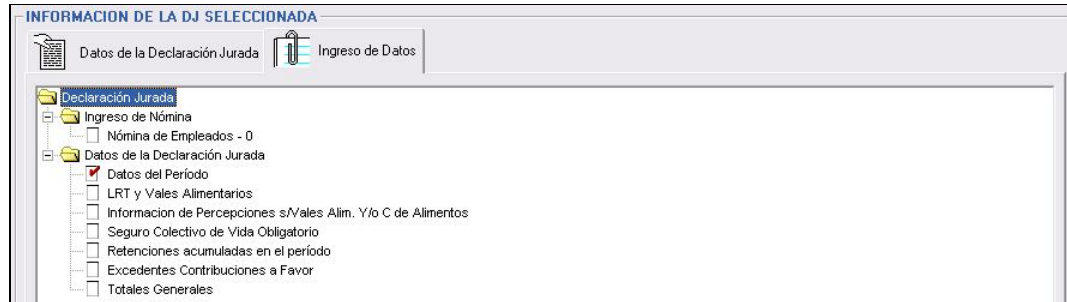 INFORMACION DE LA DJ SELECCIONADA
Datos de la Declaración Jurada
Ingreso de Datos
Declaración Jurada
Ingreso de Nómina
Nómina de Empleados - 0
Datos de la Declaración Jurada
Datos del Período
LRT y Vales Alimentarios
Informacion de Percepciones s/Vales Alim. Y/o C de Alimentos
Seguro Colectivo de Vida Obligatorio
Retenciones acumuladas en el período
Excedentes Contribuciones a Favor
Totales Generales